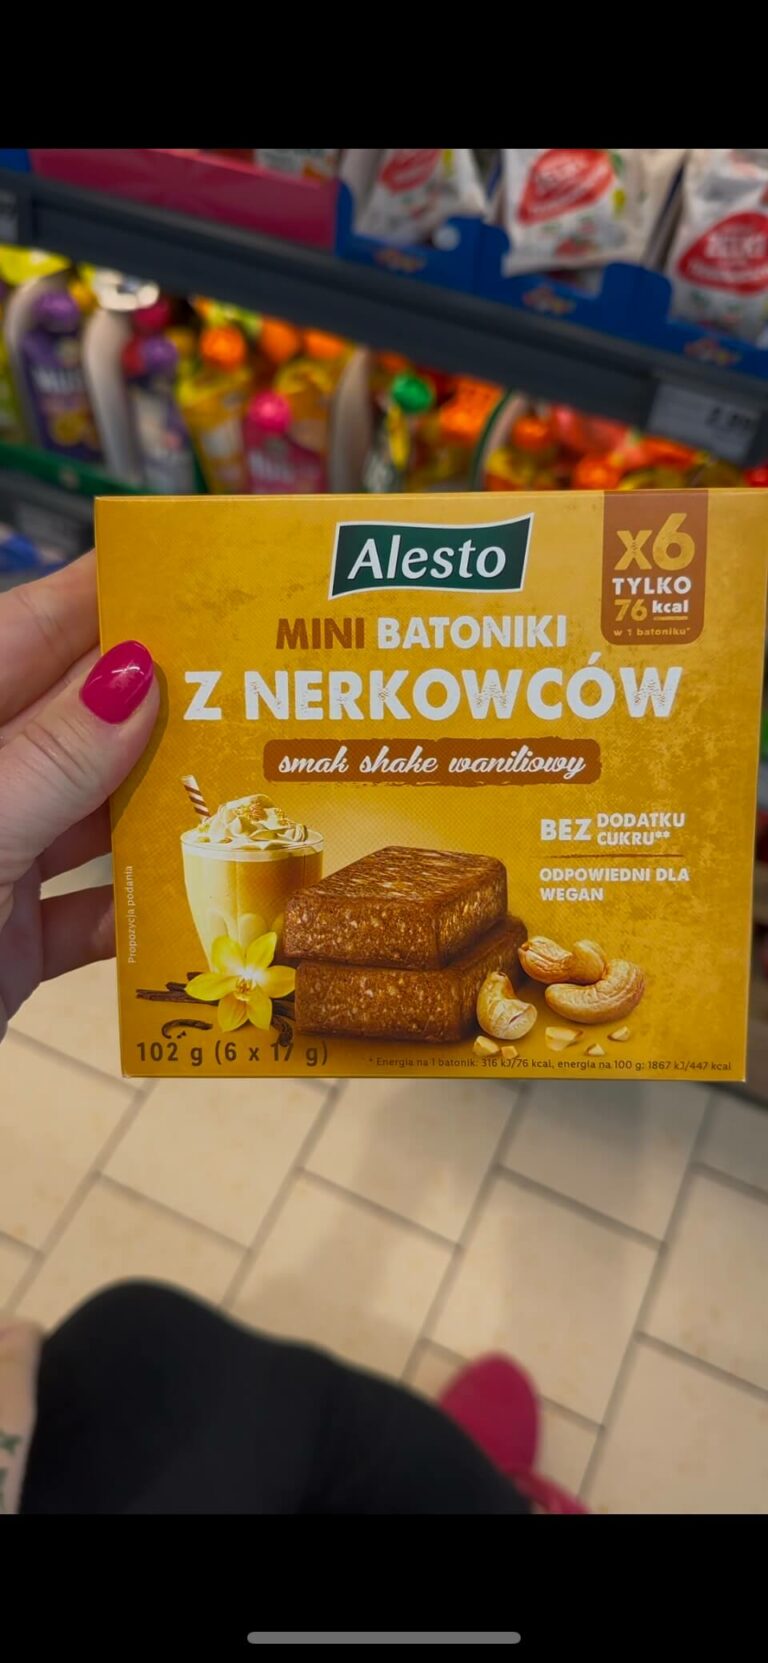 Alesto
x6
TYLKO
76 kcal
w 1 batoniku*
MINI BATONIKI
Z NERKOWCÓW
smak shake waniliowy
BEZ DODATKU
CUKRU**
ODPOWIEDNI DLA
WEGAN
Propozycja podania
102 g (6 x 17 g)
* Energia na 1 batonik: 316 kJ/76 kcal, energia na 100 g: 1867 kJ/447 kcal